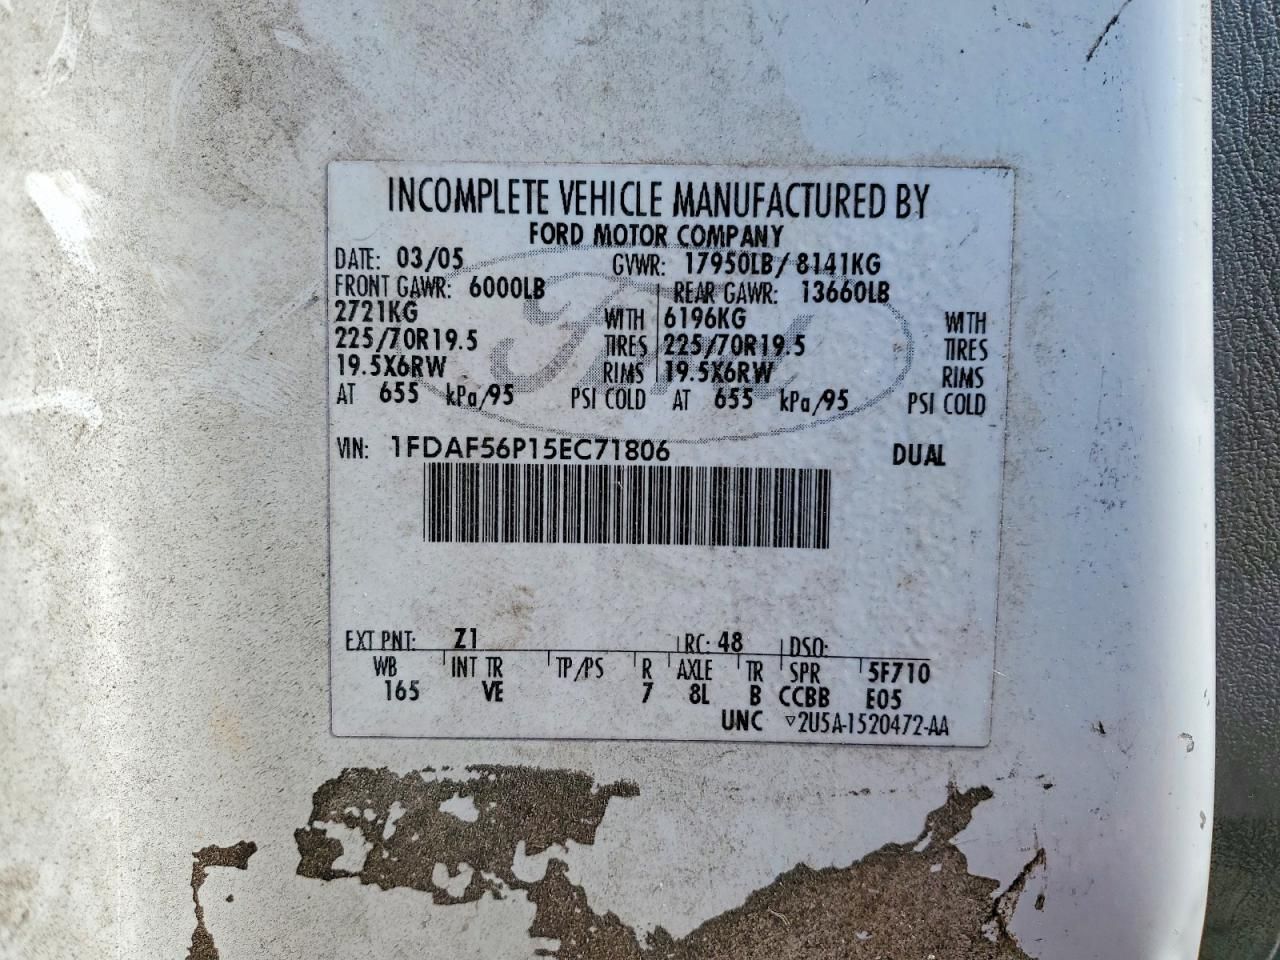 INCOMPLETE VEHICLE MANUFACTURED BY
FORD MOTOR COMPANY
DATE: 03/05 GVWR: 17950LB/ 8141KG
FRONT GAWR: 6000LB REAR GAWR: 13660LB
2721KG WITH 6196KG WITH
225/70R19.5 TIRES 225/70R19.5 TIRES
19.5X6RW RIMS 19.5X6RW RIMS
AT 655 kPa/95 PSI COLD AT 655 kPa/95 PSI COLD
VIN: 1FDAF56P15EC71806 DUAL
EXT PNT: Z1 RC: 48 DSO:
WB INT TR TP/PS R AXLE TR SPR 5F710
165 VE 7 8L B CCBB E05
UNC ▽2U5A-1520472-AA